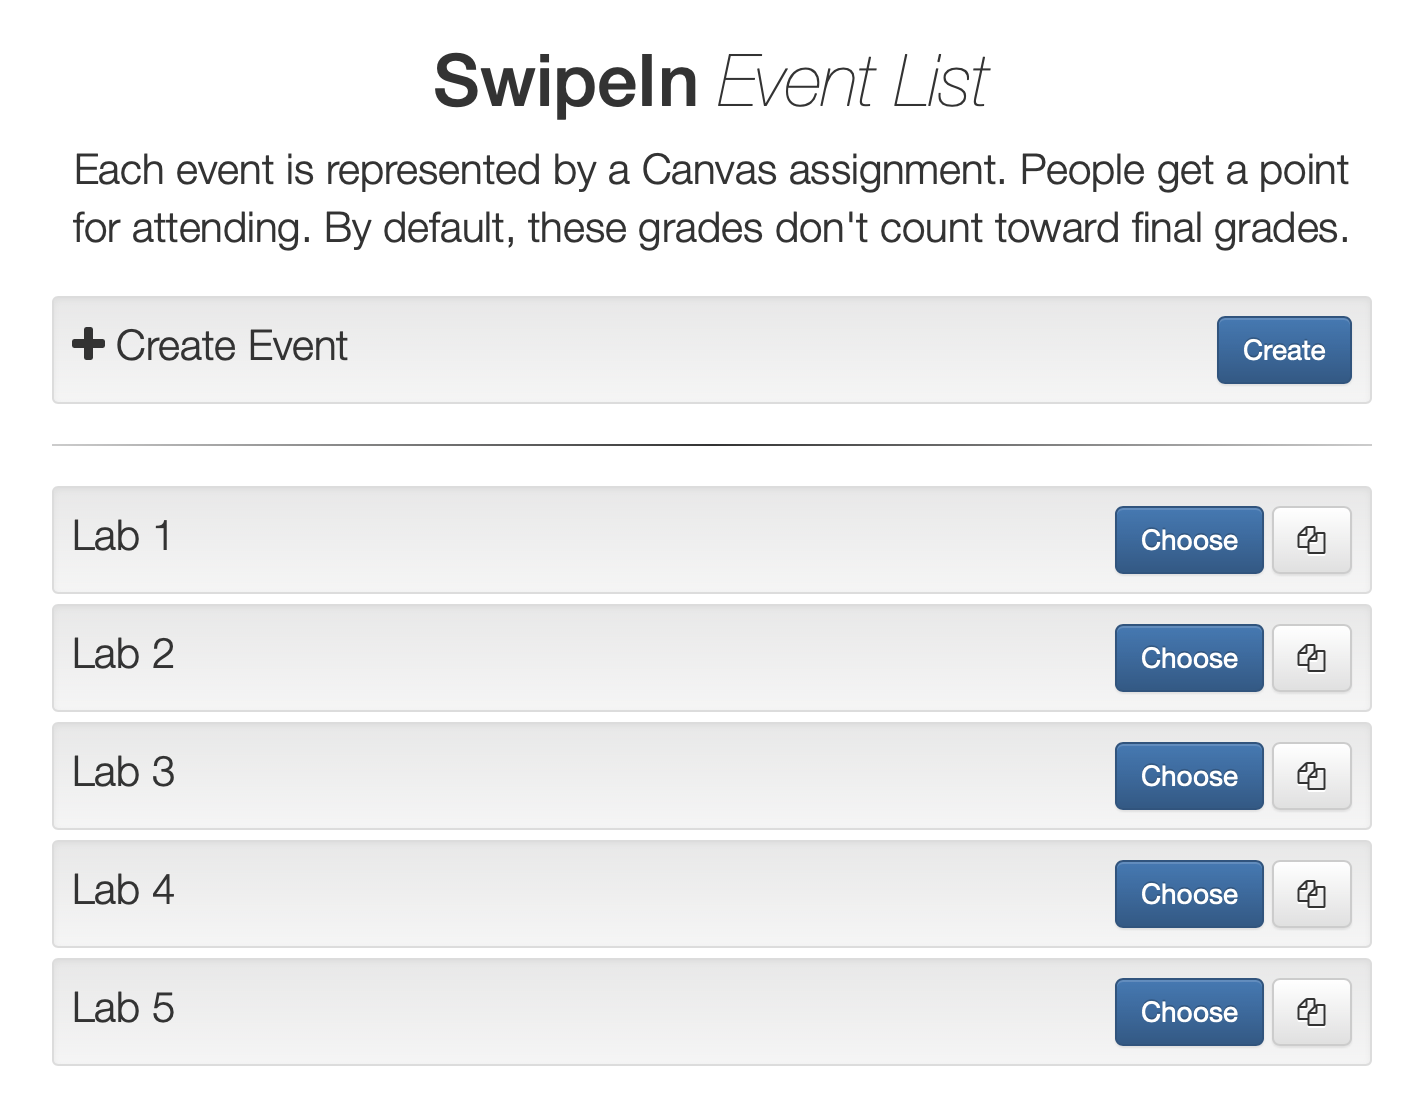 SwipeIn Event List
Each event is represented by a Canvas assignment. People get a point
for attending. By default, these grades don't count toward final grades.
Create Event Create
Lab 1 Choose
Lab 2 Choose
Lab 3 Choose
Lab 4 Choose
Lab 5 Choose